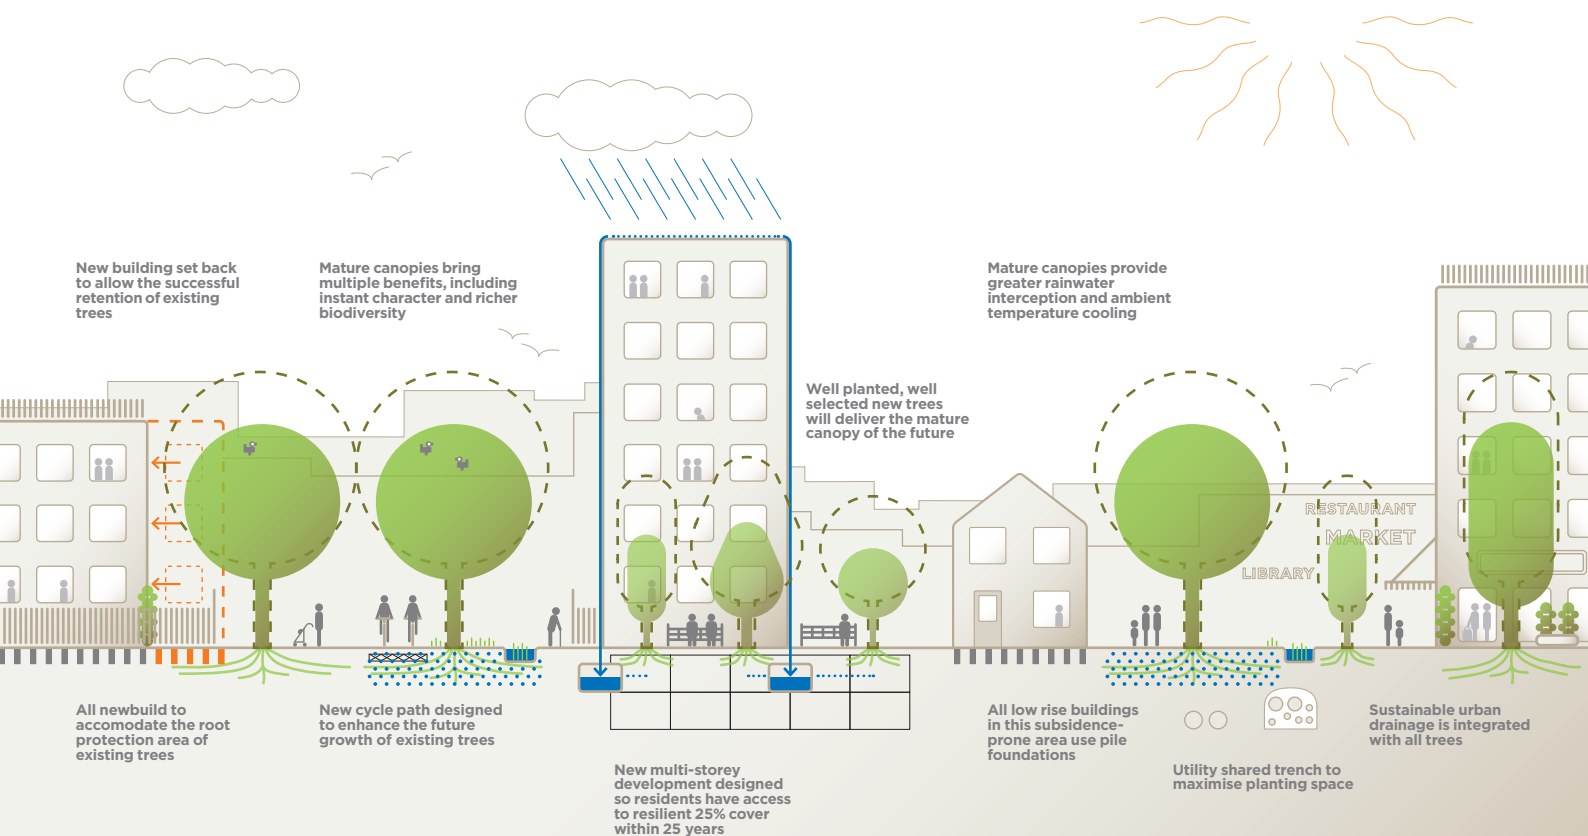 New building set back
to allow the successful
retention of existing
trees
Mature canopies bring
multiple benefits, including
instant character and richer
biodiversity
Mature canopies provide
greater rainwater
interception and ambient
temperature cooling
Well planted, well
selected new trees
will deliver the mature
canopy of the future
RESTAURANT
MARKET
LIBRARY
All newbuild to
accomodate the root
protection area of
existing trees
New cycle path designed
to enhance the future
growth of existing trees
New multi-storey
development designed
so residents have access
to resilient 25% cover
within 25 years
All low rise buildings
in this subsidence-
prone area use pile
foundations
Utility shared trench to
maximise planting space
Sustainable urban
drainage is integrated
with all trees